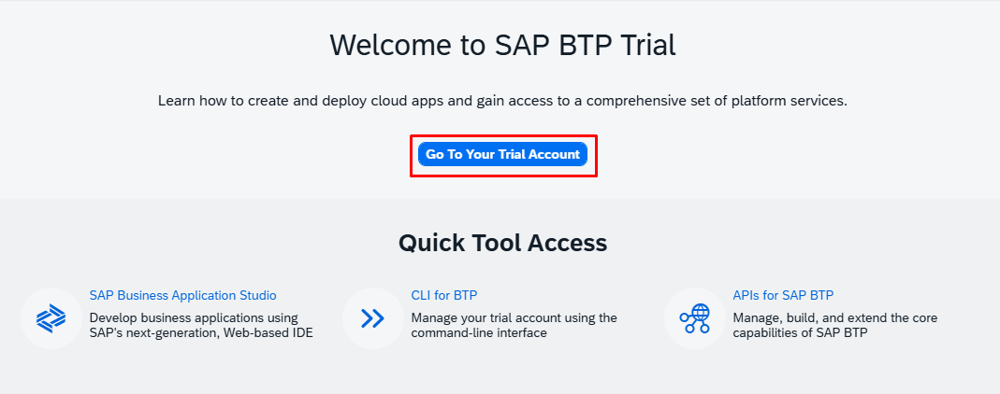 Welcome to SAP BTP Trial
Learn how to create and deploy cloud apps and gain access to a comprehensive set of platform services.
Go To Your Trial Account
Quick Tool Access
SAP Business Application Studio
Develop business applications using
SAP's next-generation, Web-based IDE
CLI for BTP
Manage your trial account using the
command-line interface
APIs for SAP BTP
Manage, build, and extend the core
capabilities of SAP BTP